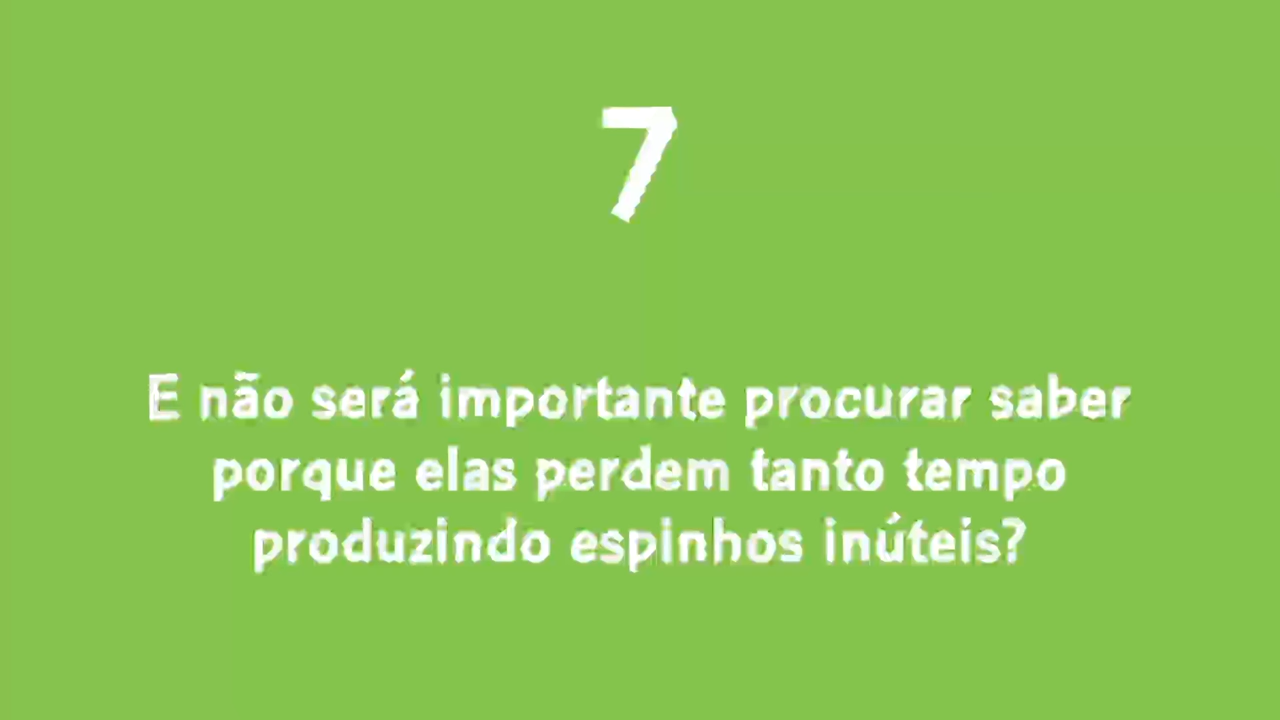 7
E não será importante procurar saber
porque elas perdem tanto tempo
produzindo espinhos inúteis?